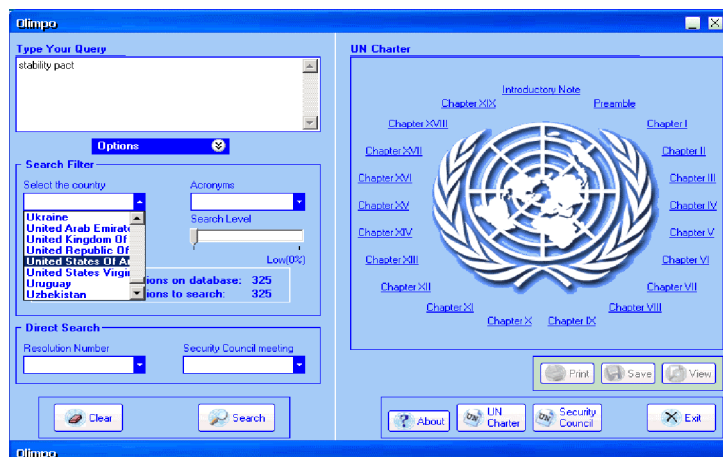 Olimpo
Type Your Query
stability pact
Options
Search Filter
Select the country
Acronyms
Ukraine
United Arab Emirate
United Kingdom Of
United Republic Of
United States Of A
United States Virgi
Uruguay
Uzbekistan
Search Level
Low(0%)
ions on database: 325
ions to search: 325
Direct Search
Resolution Number
Security Council meeting
Clear
Search
UN Charter
Introductory Note
Preamble
Chapter I
Chapter II
Chapter III
Chapter IV
Chapter V
Chapter VI
Chapter VII
Chapter VIII
Chapter IX
Chapter X
Chapter XI
Chapter XII
Chapter XIII
Chapter XIV
Chapter XV
Chapter XVI
Chapter XVII
Chapter XVIII
Chapter XIX
Print
Save
View
About
UN
UN
Charter
UN
Security
Council
Exit
Olimpo